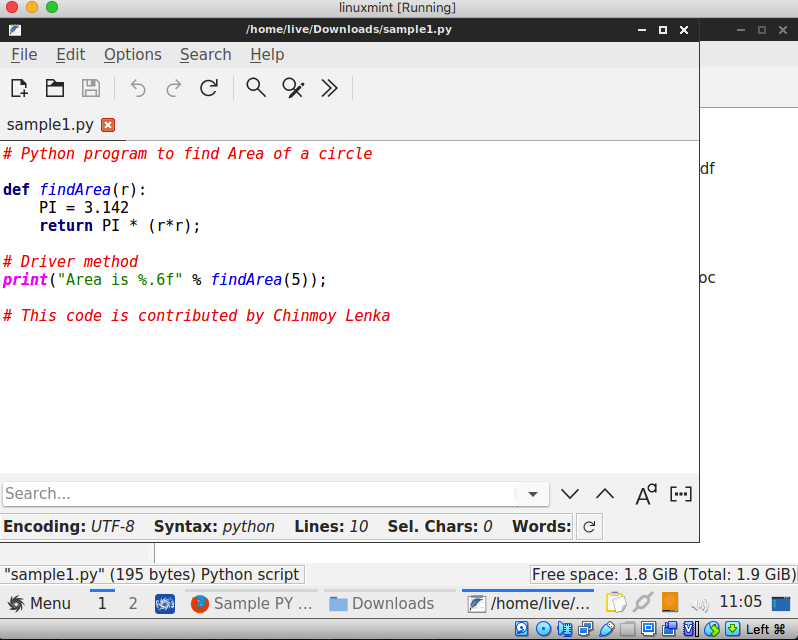 linuxmint [Running]
/home/live/Downloads/sample1.py
File Edit Options Search Help
sample1.py
# Python program to find Area of a circle
def findArea(r):
PI = 3.142
return PI * (r*r);
# Driver method
print("Area is %.6f" % findArea(5));
# This code is contributed by Chinmoy Lenka
df
oc
Search...
Encoding: UTF-8 Syntax: python Lines: 10 Sel. Chars: 0 Words:
"sample1.py" (195 bytes) Python script Free space: 1.8 GiB (Total: 1.9 GiB)
Menu 1 2 Sample PY ... Downloads /home/live/... 11:05
Left ⌘